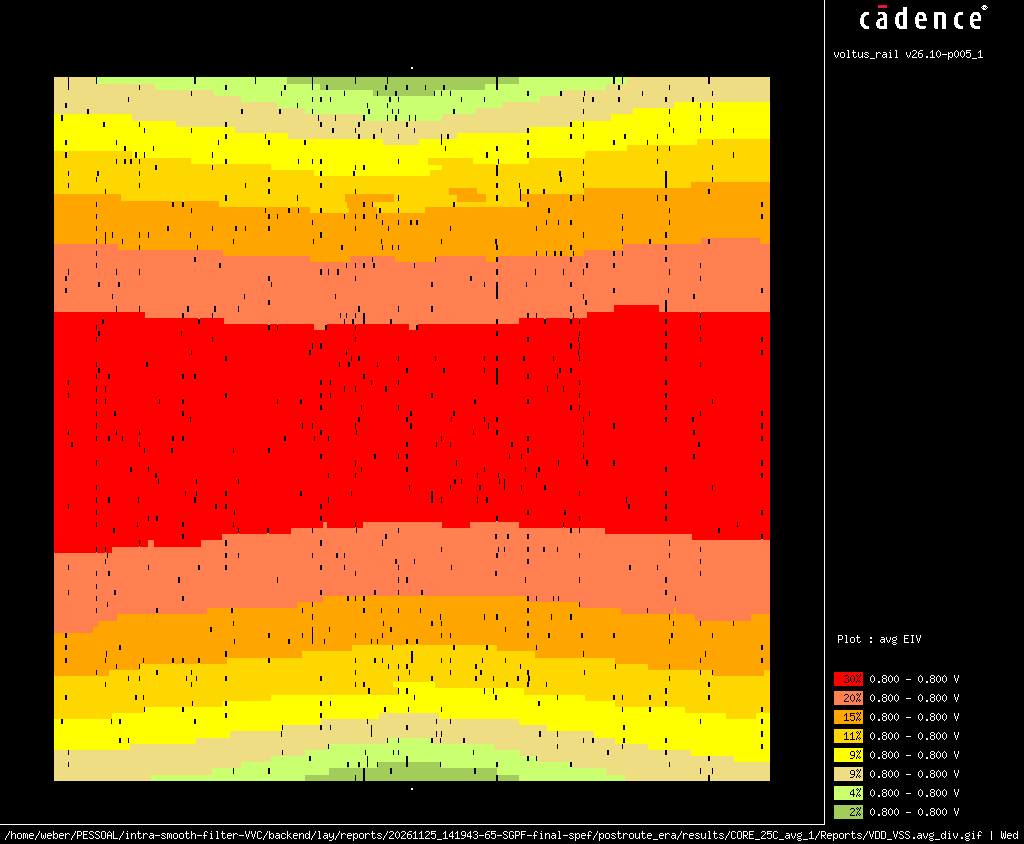 cādence®
voltus_rail v26.10-p005_1
Plot : avg EIV
30% 0.800 - 0.800 V
20% 0.800 - 0.800 V
15% 0.800 - 0.800 V
11% 0.800 - 0.800 V
9% 0.800 - 0.800 V
9% 0.800 - 0.800 V
4% 0.800 - 0.800 V
2% 0.800 - 0.800 V
/home/weber/PESSOAL/intra-smooth-filter-VVC/backend/lay/reports/20261125_141943-65-SGPF-final-spef/postroute_era/results/CORE_25C_avg_1/Reports/VDD_VSS.avg_div.gif | Wed